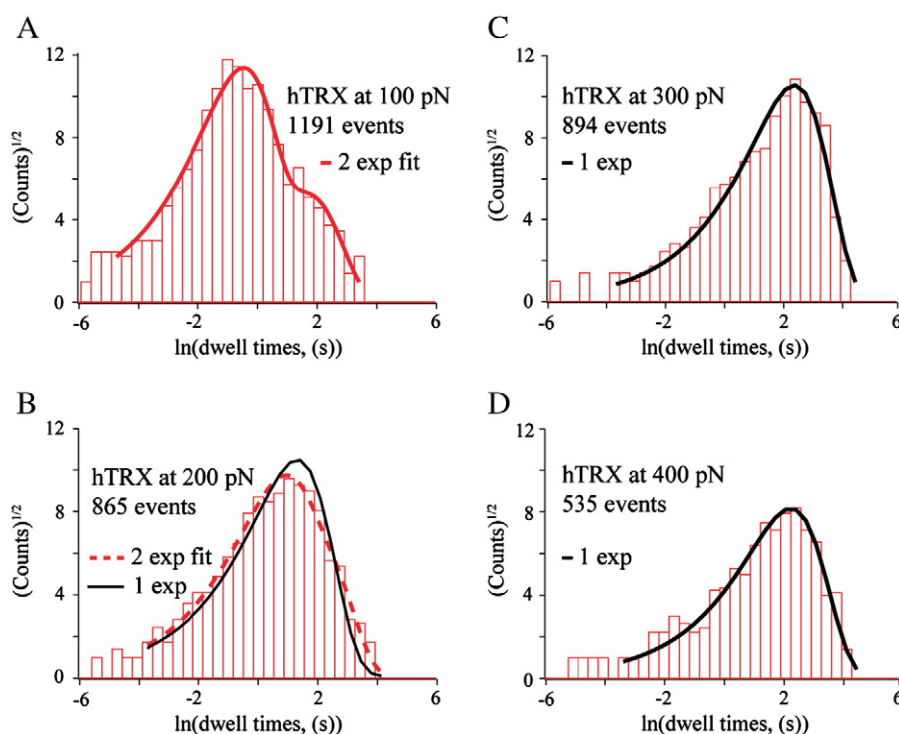 A
12
8
4
0
(Counts)1/2
hTRX at 100 pN
1191 events
2 exp fit
-6
-2
2
6
ln(dwell times, (s))
C
12
8
4
0
(Counts)1/2
hTRX at 300 pN
894 events
1 exp
-6
-2
2
6
ln(dwell times, (s))
B
12
8
4
0
(Counts)1/2
hTRX at 200 pN
865 events
2 exp fit
1 exp
-6
-2
2
6
ln(dwell times, (s))
D
12
8
4
0
(Counts)1/2
hTRX at 400 pN
535 events
1 exp
-6
-2
2
6
ln(dwell times, (s))